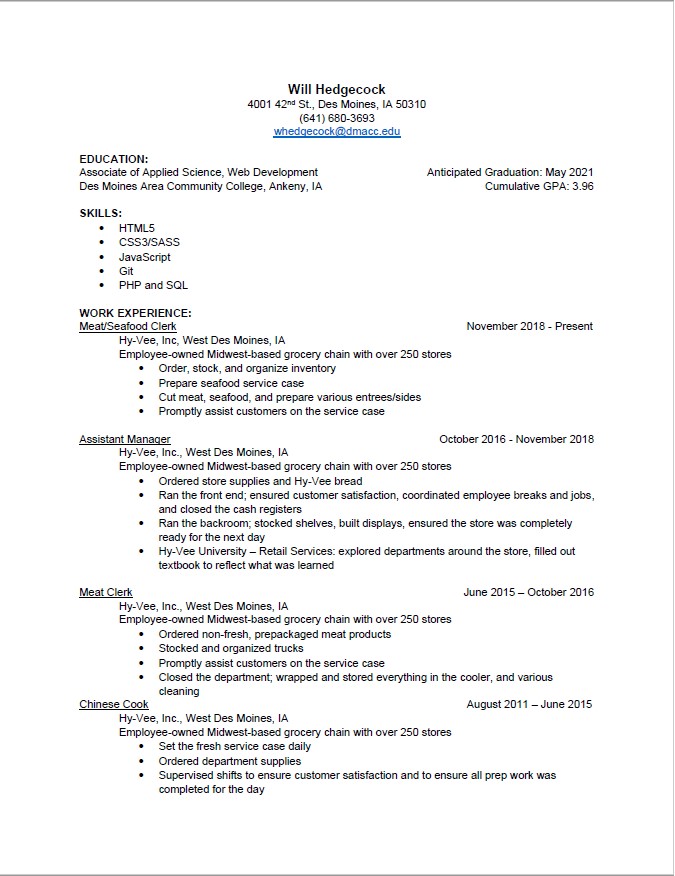 Will Hedgecock
4001 42nd St., Des Moines, IA 50310
(641) 680-3693
whedgecock@dmacc.edu
EDUCATION:
Associate of Applied Science, Web Development Anticipated Graduation: May 2021
Des Moines Area Community College, Ankeny, IA Cumulative GPA: 3.96
SKILLS:
• HTML5
• CSS3/SASS
• JavaScript
• Git
• PHP and SQL
WORK EXPERIENCE:
Meat/Seafood Clerk November 2018 - Present
Hy-Vee, Inc, West Des Moines, IA
Employee-owned Midwest-based grocery chain with over 250 stores
• Order, stock, and organize inventory
• Prepare seafood service case
• Cut meat, seafood, and prepare various entrees/sides
• Promptly assist customers on the service case
Assistant Manager October 2016 - November 2018
Hy-Vee, Inc., West Des Moines, IA
Employee-owned Midwest-based grocery chain with over 250 stores
• Ordered store supplies and Hy-Vee bread
• Ran the front end; ensured customer satisfaction, coordinated employee breaks and jobs,
and closed the cash registers
• Ran the backroom; stocked shelves, built displays, ensured the store was completely
ready for the next day
• Hy-Vee University – Retail Services: explored departments around the store, filled out
textbook to reflect what was learned
Meat Clerk June 2015 – October 2016
Hy-Vee, Inc., West Des Moines, IA
Employee-owned Midwest-based grocery chain with over 250 stores
• Ordered non-fresh, prepackaged meat products
• Stocked and organized trucks
• Promptly assist customers on the service case
• Closed the department; wrapped and stored everything in the cooler, and various
cleaning
Chinese Cook August 2011 – June 2015
Hy-Vee, Inc., West Des Moines, IA
Employee-owned Midwest-based grocery chain with over 250 stores
• Set the fresh service case daily
• Ordered department supplies
• Supervised shifts to ensure customer satisfaction and to ensure all prep work was
completed for the day